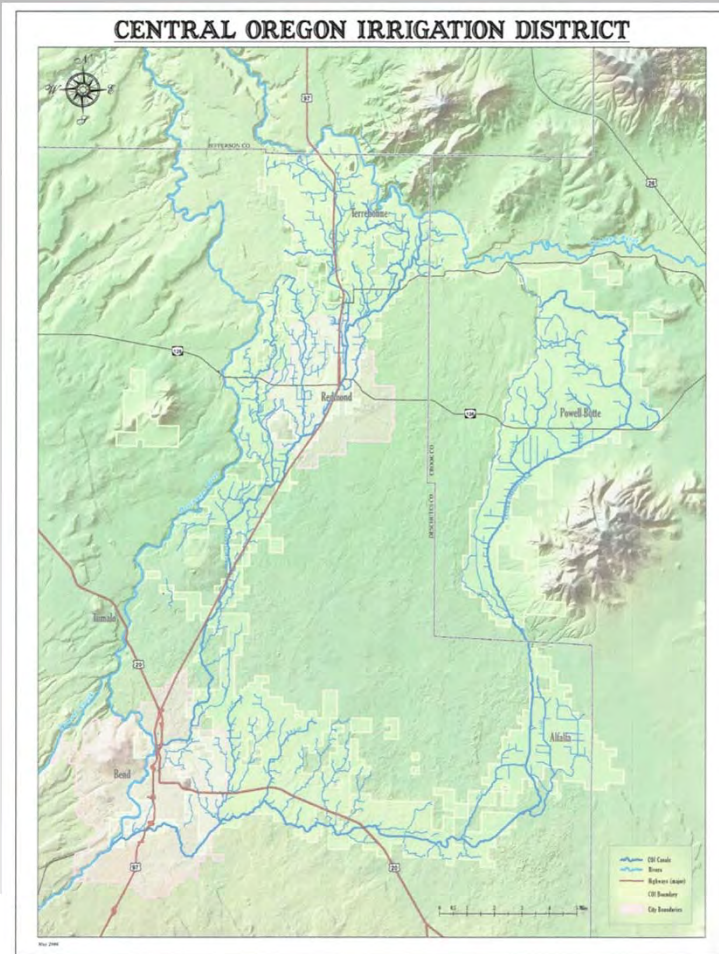 CENTRAL OREGON IRRIGATION DISTRICT
N
W E
S
97
JEFFERSON CO.
26
Terrebonne
126
Redmond
126
Powell Butte
CROOK CO.
DESCHUTES CO.
Tumalo
20
Alfalfa
Bend
97
20
COI Canals
Rivers
Highways (major)
COI Boundary
City Boundaries